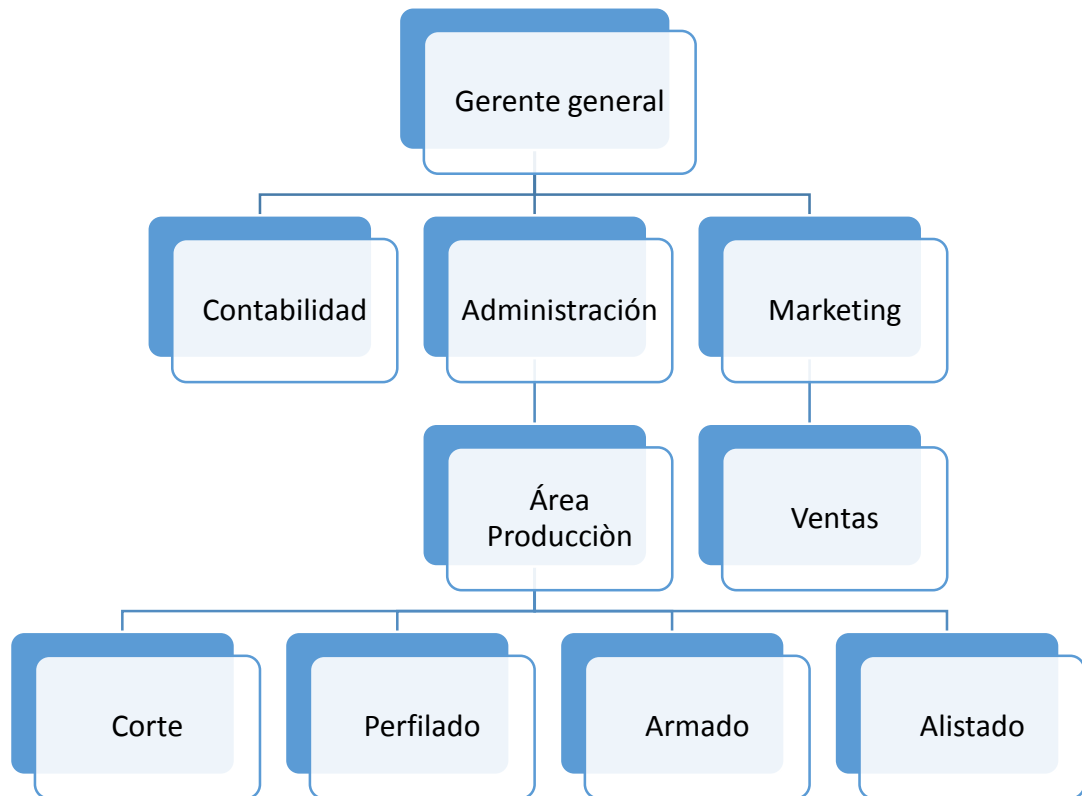 Gerente general
Contabilidad
Administración
Marketing
Área
Producciòn
Ventas
Corte
Perfilado
Armado
Alistado